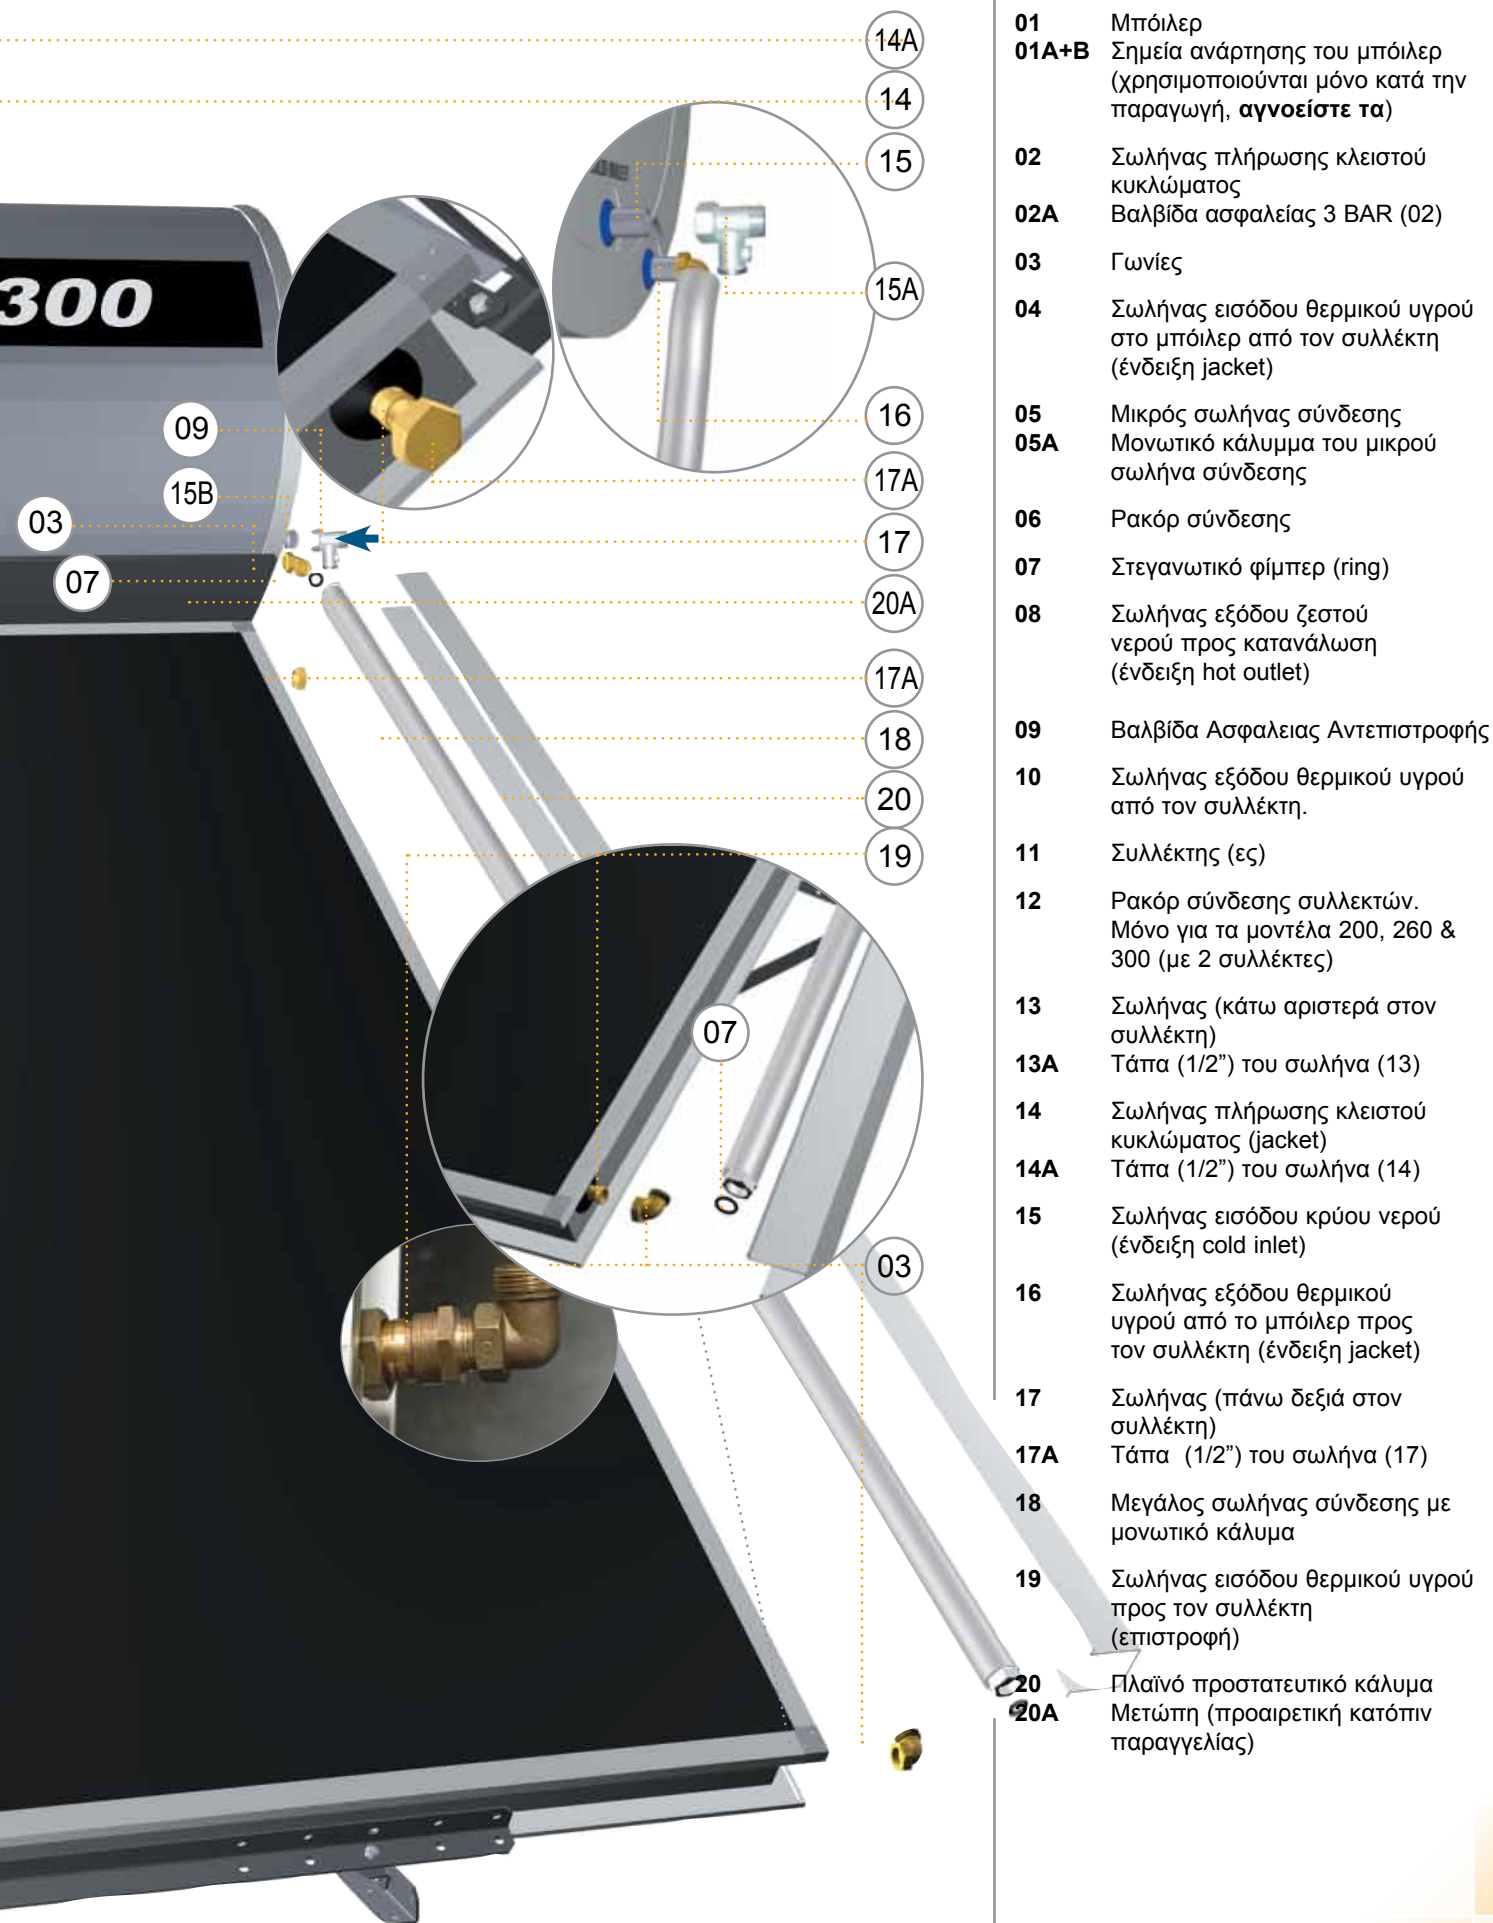 14A
14
15
15A
300
09
16
15B
17A
03
17
07
20A
17A
18
20
19
07
03
01 Μπόιλερ
01A+B Σημεία ανάρτησης του μπόιλερ
(χρησιμοποιούνται μόνο κατά την
παραγωγή, αγνοείστε τα)
02 Σωλήνας πλήρωσης κλειστού
κυκλώματος
02A Βαλβίδα ασφαλείας 3 BAR (02)
03 Γωνίες
04 Σωλήνας εισόδου θερμικού υγρού
στο μπόιλερ από τον συλλέκτη
(ένδειξη jacket)
05 Μικρός σωλήνας σύνδεσης
05A Μονωτικό κάλυμμα του μικρού
σωλήνα σύνδεσης
06 Ρακόρ σύνδεσης
07 Στεγανωτικό φίμπερ (ring)
08 Σωλήνας εξόδου ζεστού
νερού προς κατανάλωση
(ένδειξη hot outlet)
09 Βαλβίδα Ασφαλειας Αντεπιστροφής
10 Σωλήνας εξόδου θερμικού υγρού
από τον συλλέκτη.
11 Συλλέκτης (ες)
12 Ρακόρ σύνδεσης συλλεκτών.
Μόνο για τα μοντέλα 200, 260 &
300 (με 2 συλλέκτες)
13 Σωλήνας (κάτω αριστερά στον
συλλέκτη)
13A Τάπα (1/2”) του σωλήνα (13)
14 Σωλήνας πλήρωσης κλειστού
κυκλώματος (jacket)
14A Τάπα (1/2”) του σωλήνα (14)
15 Σωλήνας εισόδου κρύου νερού
(ένδειξη cold inlet)
16 Σωλήνας εξόδου θερμικού
υγρού από το μπόιλερ προς
τον συλλέκτη (ένδειξη jacket)
17 Σωλήνας (πάνω δεξιά στον
συλλέκτη)
17A Τάπα (1/2”) του σωλήνα (17)
18 Μεγάλος σωλήνας σύνδεσης με
μονωτικό κάλυμα
19 Σωλήνας εισόδου θερμικού υγρού
προς τον συλλέκτη
(επιστροφή)
20 Πλαϊνό προστατευτικό κάλυμα
20A Μετώπη (προαιρετική κατόπιν
παραγγελίας)